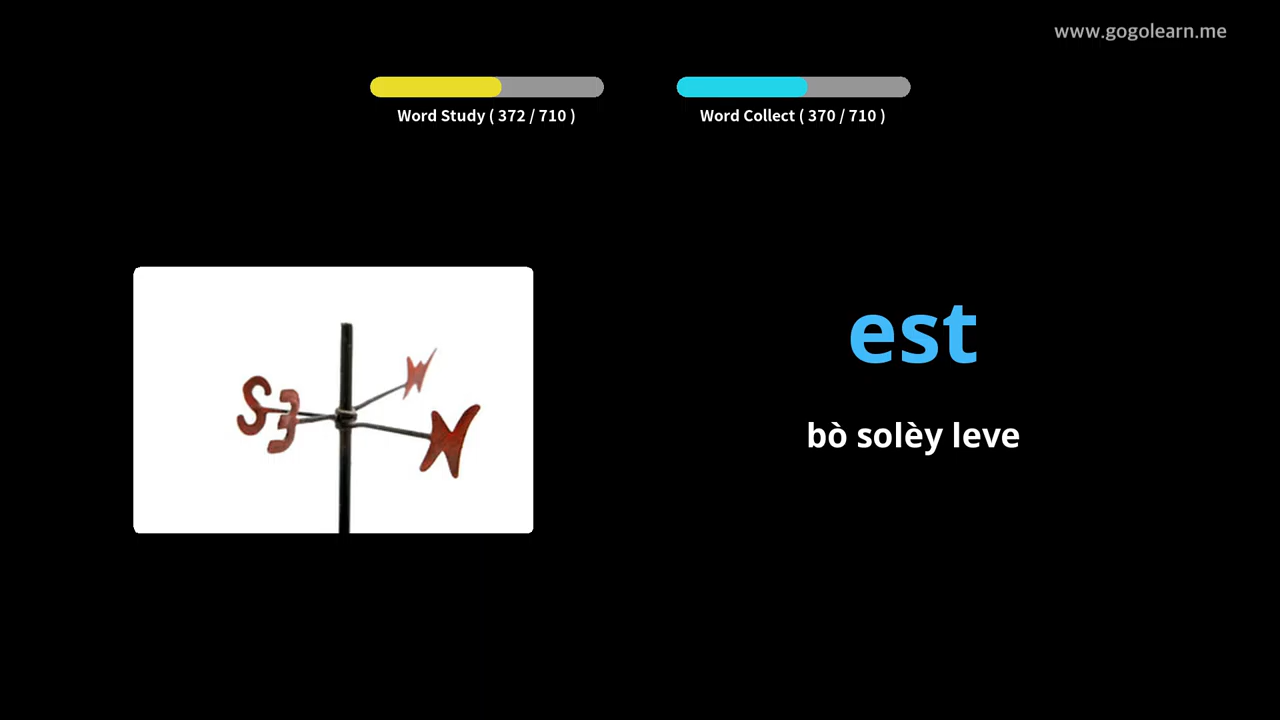 www.gogolearn.me
Word Study ( 372 / 710 )
Word Collect ( 370 / 710 )
est
bò solèy leve
S
E
N